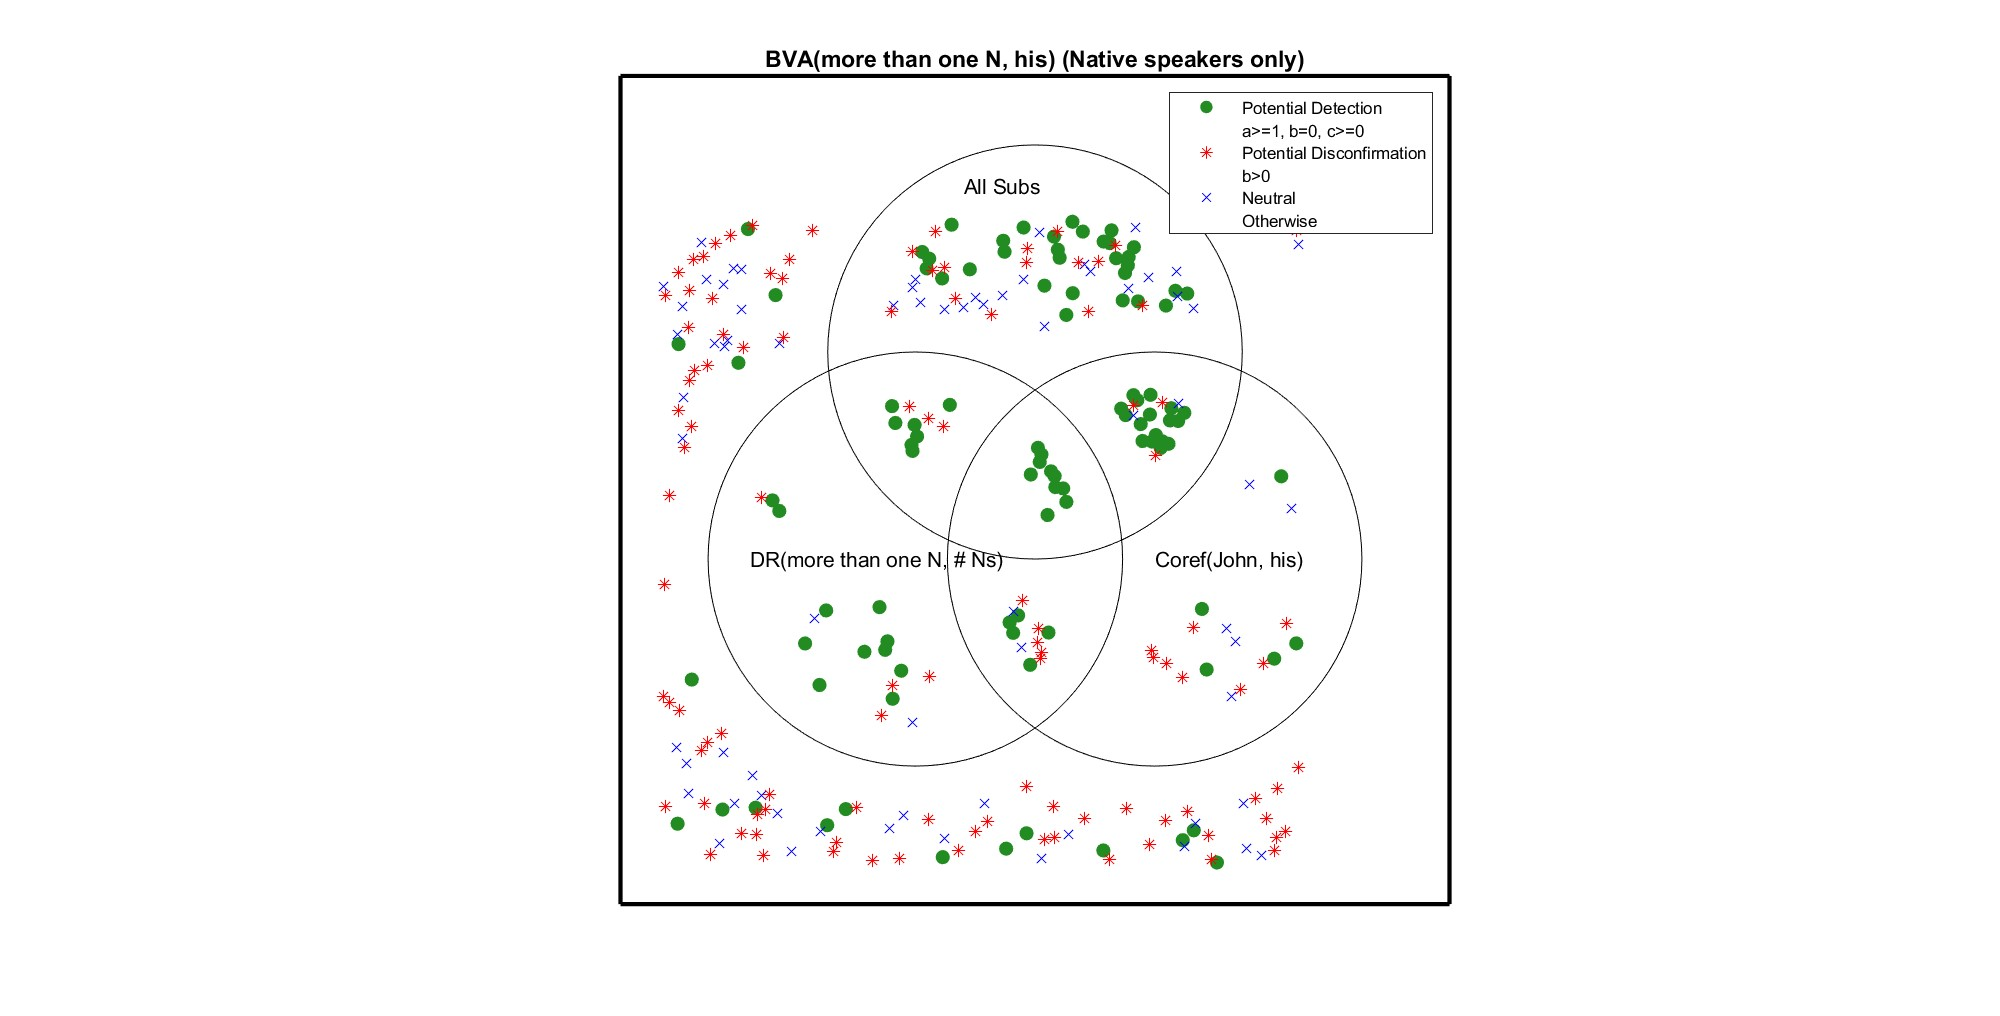 BVA(more than one N, his) (Native speakers only)
Potential Detection
a>=1, b=0, c>=0
Potential Disconfirmation
b>0
Neutral
Otherwise
All Subs
DR(more than one N, # Ns)
Coref(John, his)